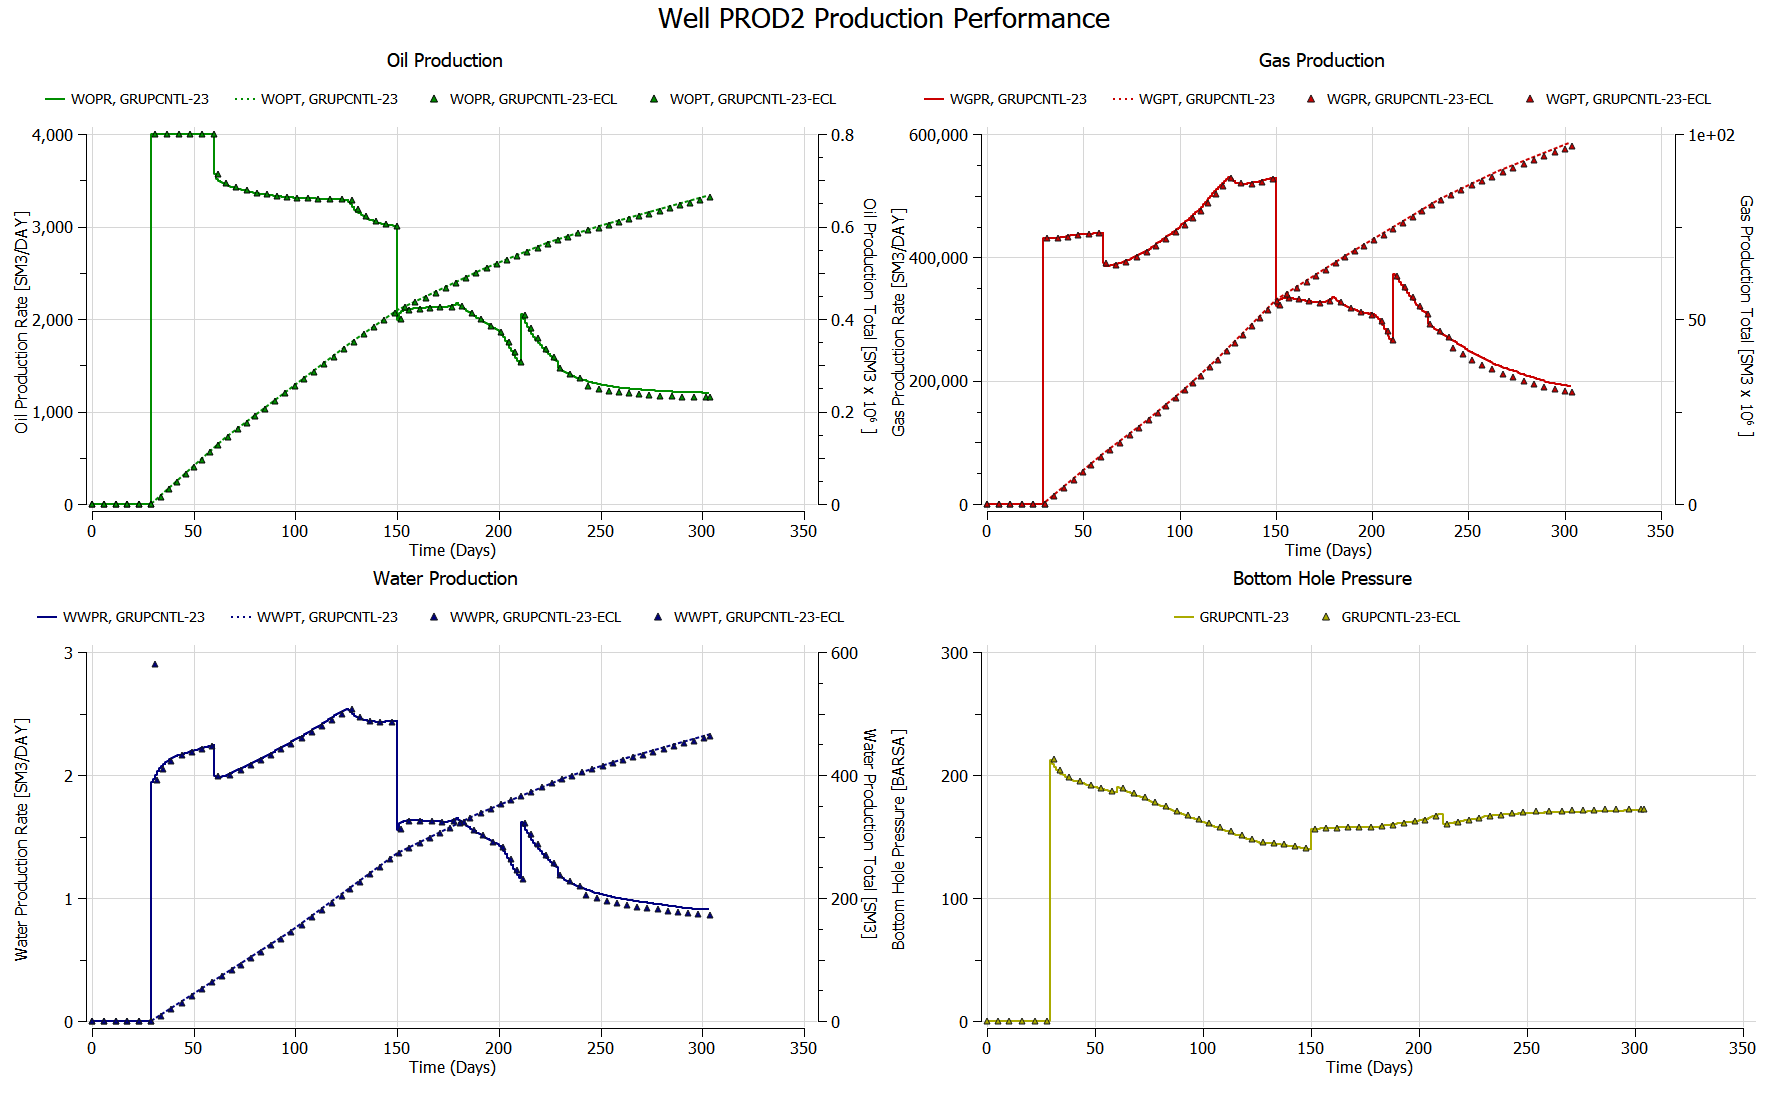 Well PROD2 Production Performance
Oil Production
WOPR, GRUPCNTL-23 WOPT, GRUPCNTL-23 WOPR, GRUPCNTL-23-ECL WOPT, GRUPCNTL-23-ECL
Oil Production Rate [SM3/DAY]
4,000
3,000
2,000
1,000
0
0.8
0.6
0.4
0.2
0
Oil Production Total [SM3 x 10⁶ ]
0 50 100 150 200 250 300 350
Time (Days)
Gas Production
WGPR, GRUPCNTL-23 WGPT, GRUPCNTL-23 WGPR, GRUPCNTL-23-ECL WGPT, GRUPCNTL-23-ECL
Gas Production Rate [SM3/DAY]
600,000
400,000
200,000
0
1e+02
50
0
Gas Production Total [SM3 x 10⁶ ]
0 50 100 150 200 250 300 350
Time (Days)
Water Production
WWPR, GRUPCNTL-23 WWPT, GRUPCNTL-23 WWPR, GRUPCNTL-23-ECL WWPT, GRUPCNTL-23-ECL
Water Production Rate [SM3/DAY]
3
2
1
0
600
400
200
0
Water Production Total [SM3]
0 50 100 150 200 250 300 350
Time (Days)
Bottom Hole Pressure
GRUPCNTL-23 GRUPCNTL-23-ECL
Bottom Hole Pressure [BARSA]
300
200
100
0
0 50 100 150 200 250 300 350
Time (Days)